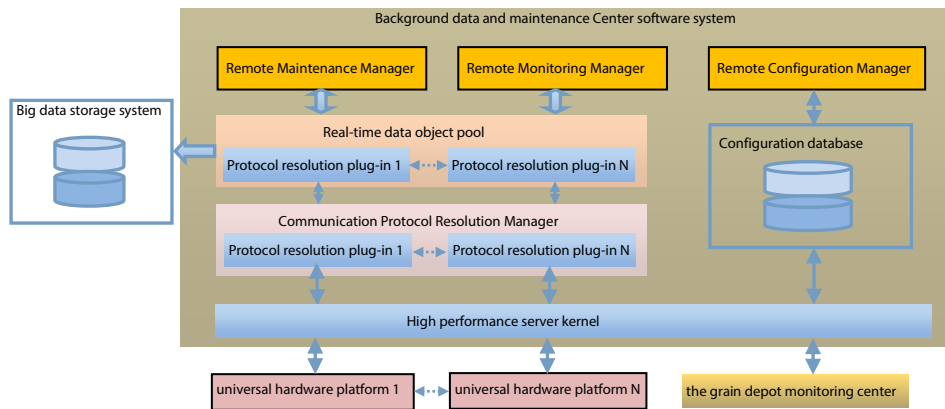 Background data and maintenance Center software system
Remote Maintenance Manager
Remote Monitoring Manager
Remote Configuration Manager
Big data storage system
Real-time data object pool
Protocol resolution plug-in 1
Protocol resolution plug-in N
Configuration database
Communication Protocol Resolution Manager
Protocol resolution plug-in 1
Protocol resolution plug-in N
High performance server kernel
universal hardware platform 1
universal hardware platform N
the grain depot monitoring center